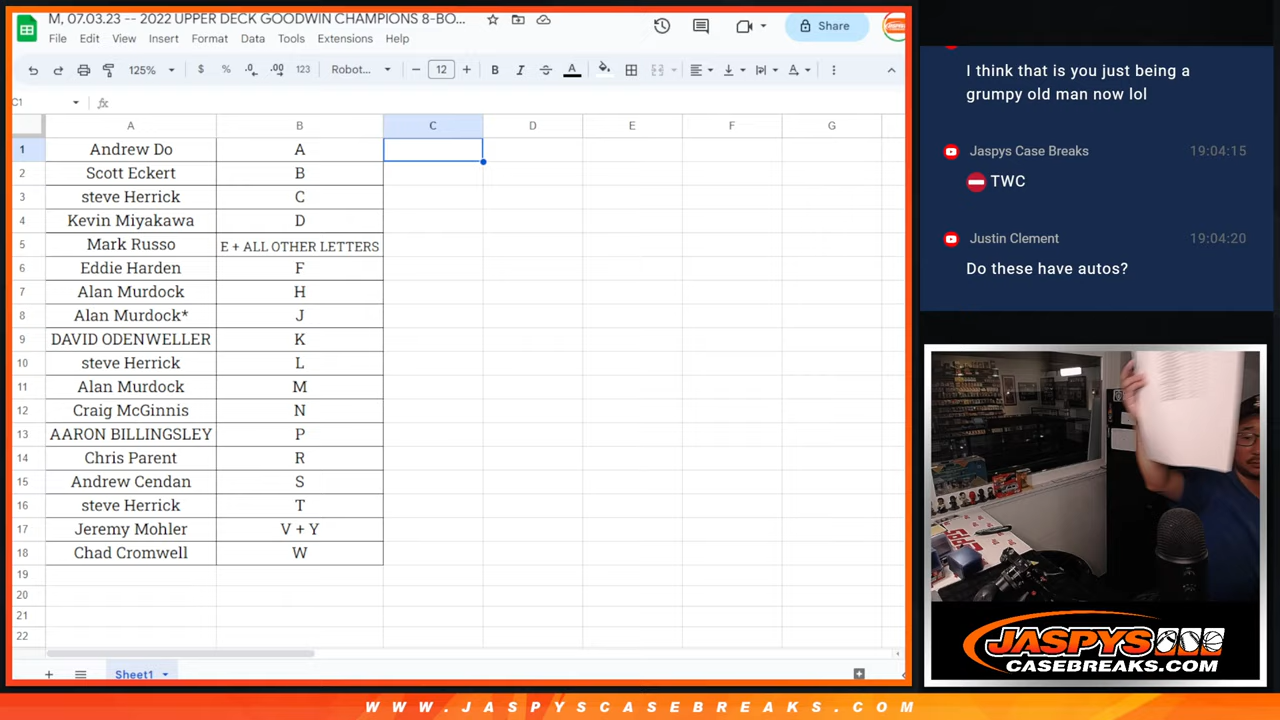 M, 07.03.23 -- 2022 UPPER DECK GOODWIN CHAMPIONS 8-BO...
File Edit View Insert Format Data Tools Extensions Help
Share
125% $ % .0 .00 123 Robot... − 12 + B I A
C1 fx
A B C D E F G
1 Andrew Do A
2 Scott Eckert B
3 steve Herrick C
4 Kevin Miyakawa D
5 Mark Russo E + ALL OTHER LETTERS
6 Eddie Harden F
7 Alan Murdock H
8 Alan Murdock* J
9 DAVID ODENWELLER K
10 steve Herrick L
11 Alan Murdock M
12 Craig McGinnis N
13 AARON BILLINGSLEY P
14 Chris Parent R
15 Andrew Cendan S
16 steve Herrick T
17 Jeremy Mohler V + Y
18 Chad Cromwell W
19
20
21
22
Sheet1
I think that is you just being a
grumpy old man now lol
Jaspys Case Breaks 19:04:15
TWC
Justin Clement 19:04:20
Do these have autos?
JASPYS
CASEBREAKS.COM
WWW.JASPYSCASEBREAKS.COM